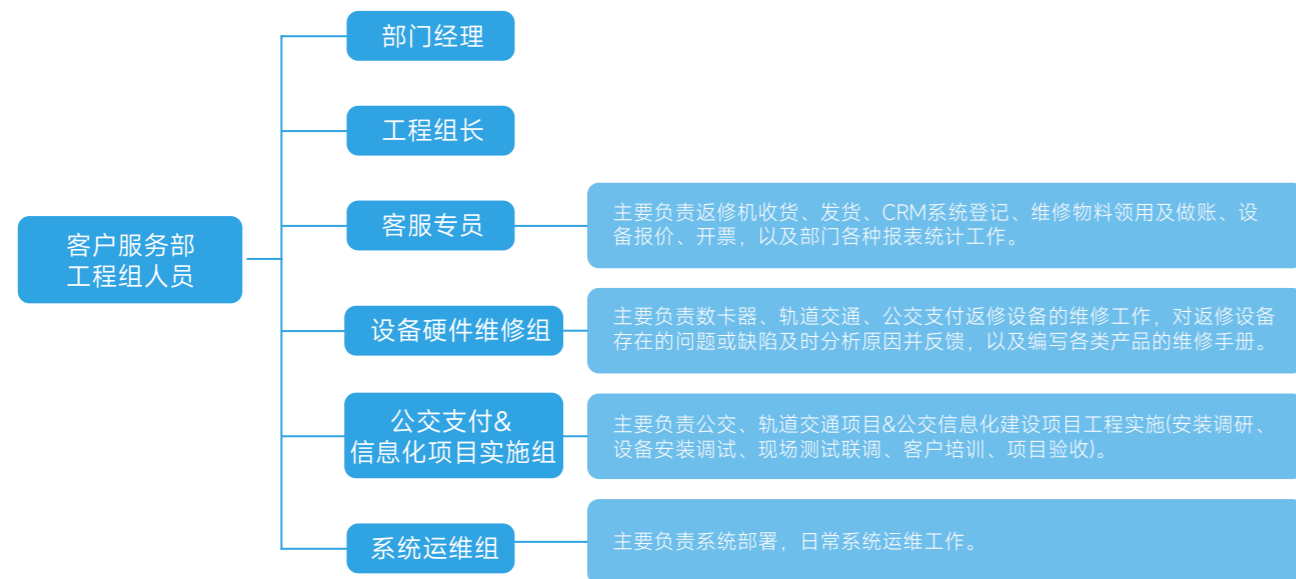 部门经理
工程组长
客服专员
主要负责返修机收货、发货、CRM系统登记、维修物料领用及做账、设
备报价、开票，以及部门各种报表统计工作。
客户服务部
工程组人员
设备硬件维修组
主要负责数卡器、轨道交通、公交支付返修设备的维修工作，对返修设备
存在的问题或缺陷及时分析原因并反馈，以及编写各类产品的维修手册。
公交支付&
信息化项目实施组
主要负责公交、轨道交通项目&公交信息化建设项目工程实施(安装调研、
设备安装调试、现场测试联调、客户培训、项目验收)。
系统运维组
主要负责系统部署，日常系统运维工作。